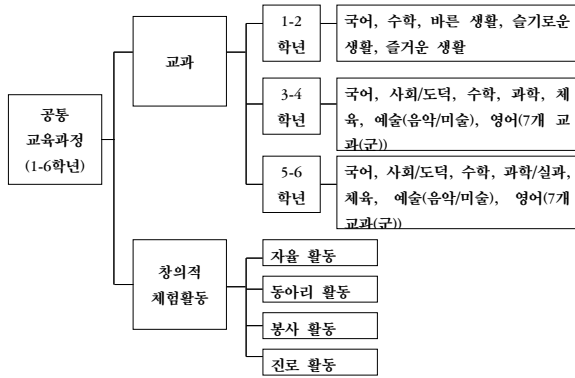 공통
교육과정
(1-6학년)
교과
1-2
학년
국어, 수학, 바른 생활, 슬기로운
생활, 즐거운 생활
3-4
학년
국어, 사회/도덕, 수학, 과학, 체
육, 예술(음악/미술), 영어(7개 교
과(군))
5-6
학년
국어, 사회/도덕, 수학, 과학/실과,
체육, 예술(음악/미술), 영어(7개
교과(군))
창의적
체험활동
자율 활동
동아리 활동
봉사 활동
진로 활동